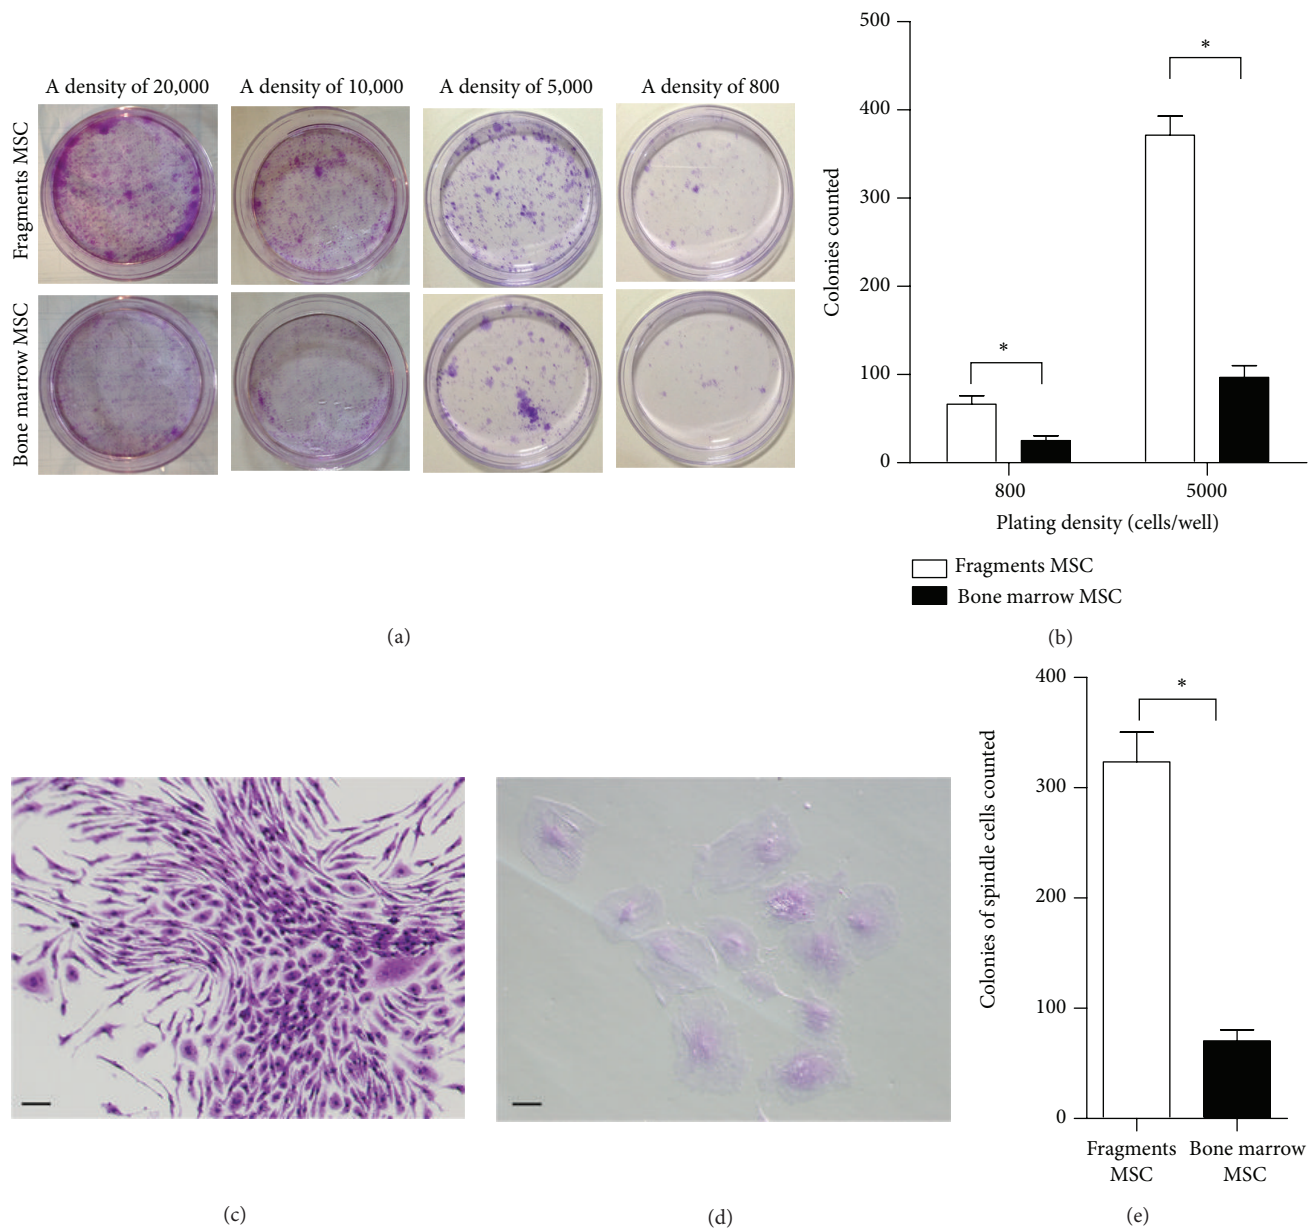 A density of 20,000
A density of 10,000
A density of 5,000
A density of 800
Fragments MSC
Bone marrow MSC
(a)
500
400
300
200
100
0
Colonies counted
*
*
800
5000
Plating density (cells/well)
Fragments MSC
Bone marrow MSC
(b)
(c)
(d)
400
300
200
100
0
Colonies of spindle cells counted
*
Fragments
MSC
Bone marrow
MSC
(e)